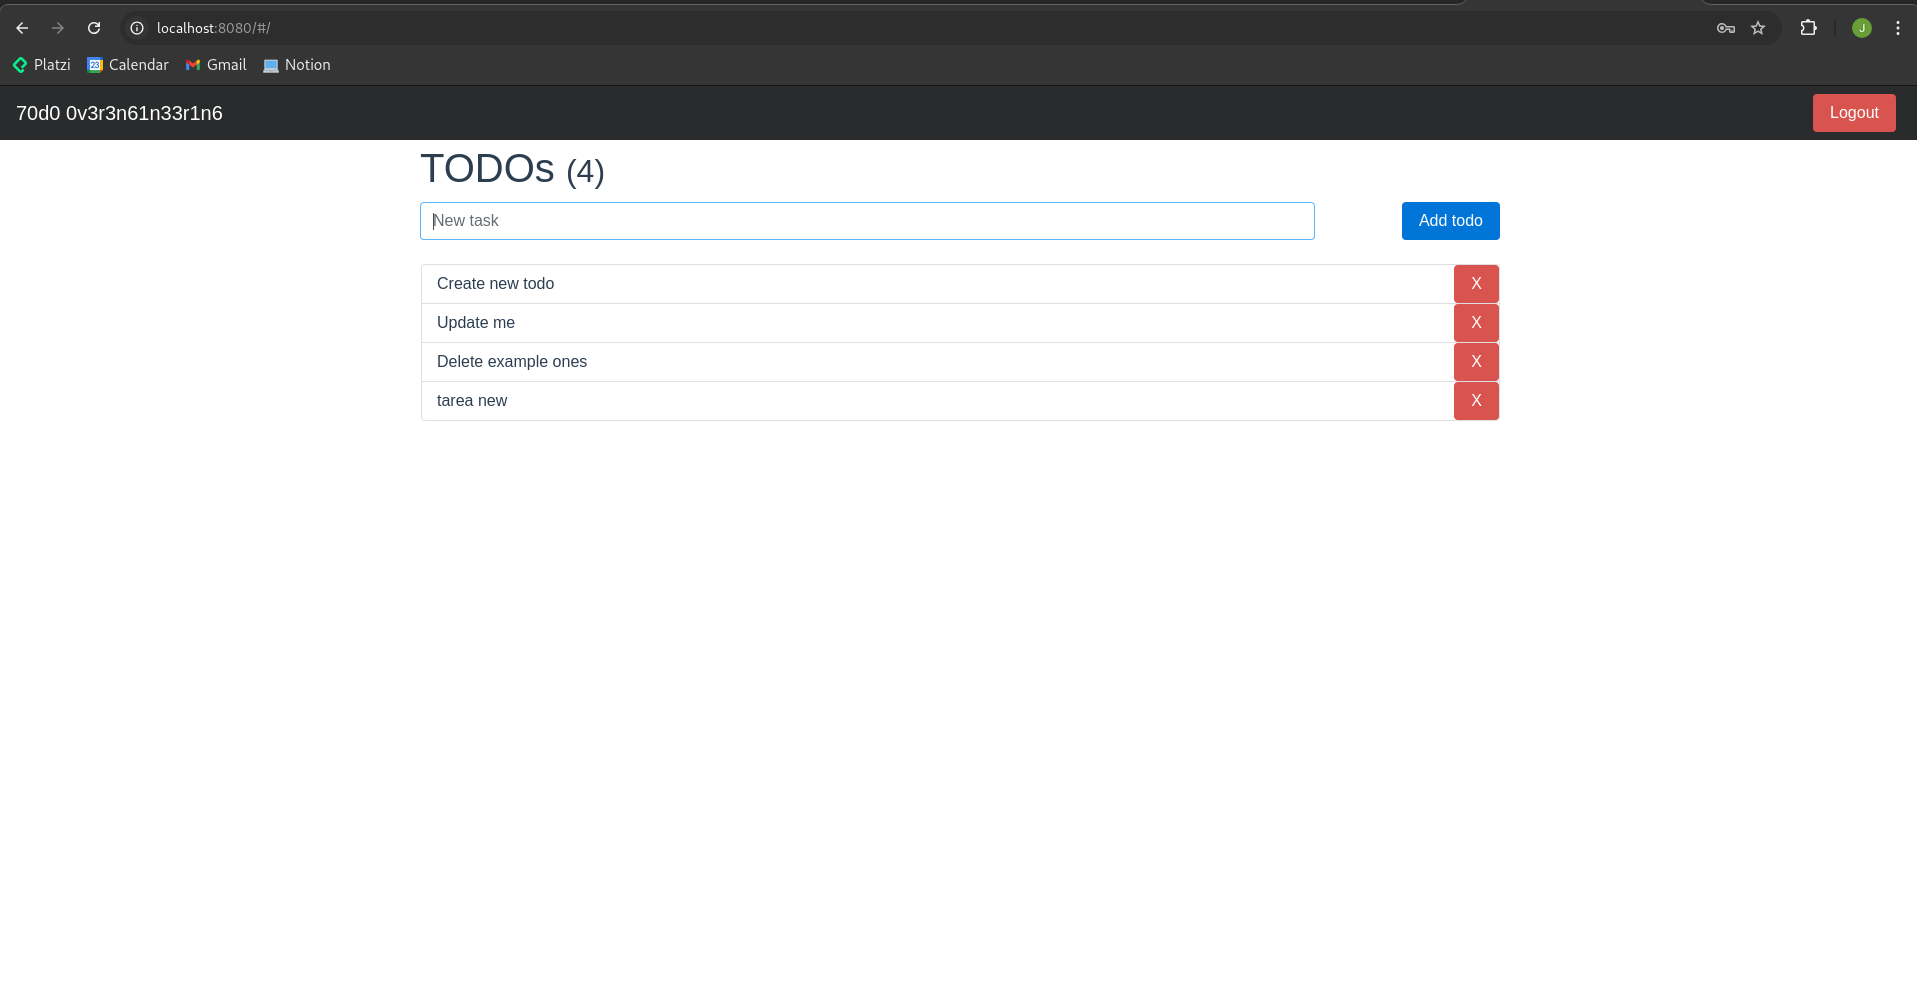 localhost:8080/#/
J
Platzi Calendar Gmail Notion
23
70d0 0v3r3n61n33r1n6 Logout
TODOs (4)
New task Add todo
Create new todo X
Update me X
Delete example ones X
tarea new X